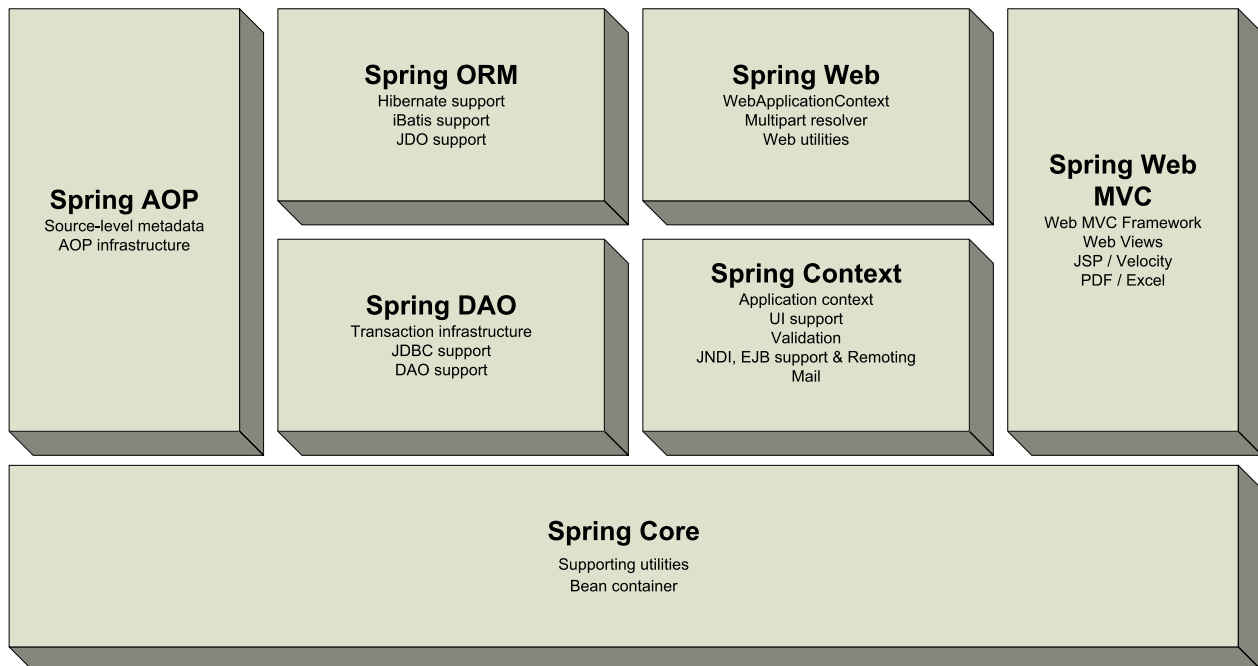 Spring AOP
Source-level metadata
AOP infrastructure
Spring ORM
Hibernate support
iBatis support
JDO support
Spring DAO
Transaction infrastructure
JDBC support
DAO support
Spring Web
WebApplicationContext
Multipart resolver
Web utilities
Spring Context
Application context
UI support
Validation
JNDI, EJB support & Remoting
Mail
Spring Web
MVC
Web MVC Framework
Web Views
JSP / Velocity
PDF / Excel
Spring Core
Supporting utilities
Bean container